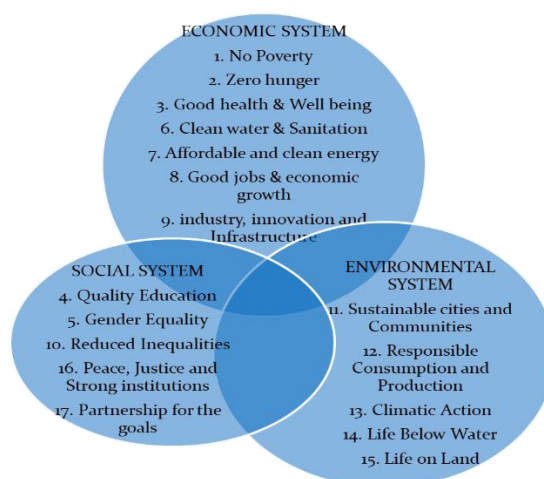 ECONOMIC SYSTEM
1. No Poverty
2. Zero hunger
3. Good health & Well being
6. Clean water & Sanitation
7. Affordable and clean energy
8. Good jobs & economic
growth
9. industry, innovation and
Infrastructure
SOCIAL SYSTEM
4. Quality Education
5. Gender Equality
10. Reduced Inequalities
16. Peace, Justice and
Strong institutions
17. Partnership for the
goals
ENVIRONMENTAL
SYSTEM
11. Sustainable cities and
Communities
12. Responsible
Consumption and
Production
13. Climatic Action
14. Life Below Water
15. Life on Land